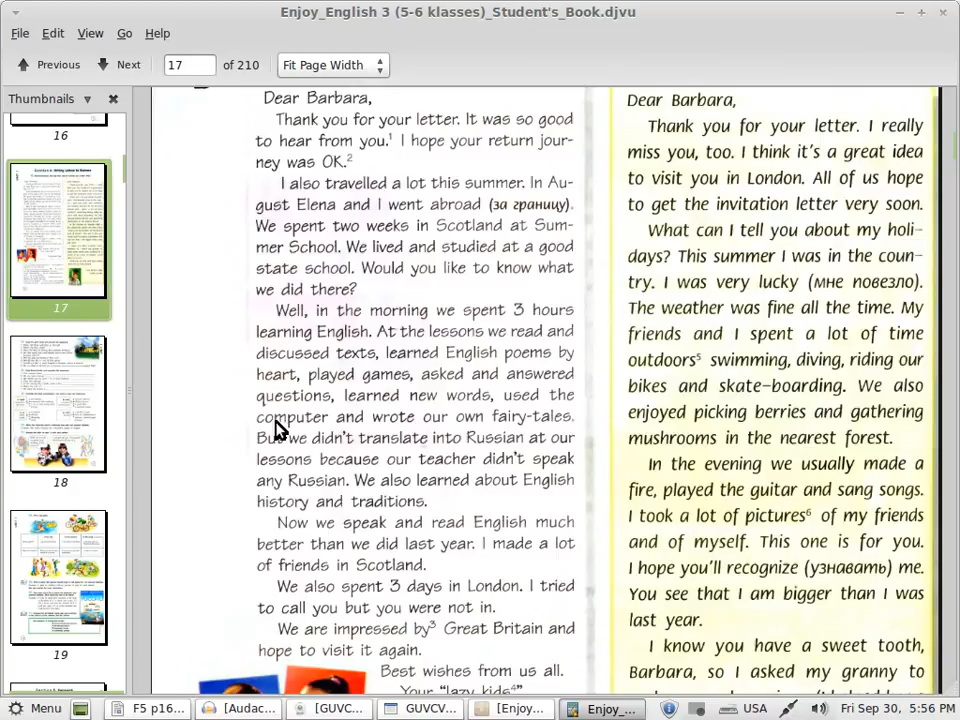 Enjoy_English 3 (5-6 klasses)_Student's_Book.djvu
File Edit View Go Help
Previous Next 17 of 210 Fit Page Width
Thumbnails
16
17
18
19
Dear Barbara,
Thank you for your letter. It was so good
to hear from you.¹ I hope your return jour-
ney was OK.²
I also travelled a lot this summer. In Au-
gust Elena and I went abroad (за границу).
We spent two weeks in Scotland at Sum-
mer School. We lived and studied at a good
state school. Would you like to know what
we did there?
Well, in the morning we spent 3 hours
learning English. At the lessons we read and
discussed texts, learned English poems by
heart, played games, asked and answered
questions, learned new words, used the
computer and wrote our own fairy-tales.
But we didn't translate into Russian at our
lessons because our teacher didn't speak
any Russian. We also learned about English
history and traditions.
Now we speak and read English much
better than we did last year. I made a lot
of friends in Scotland.
We also spent 3 days in London. I tried
to call you but you were not in.
We are impressed by³ Great Britain and
hope to visit it again.
Best wishes from us all.
Your "lazy kids⁴"
Dear Barbara,
Thank you for your letter. I really
miss you, too. I think it's a great idea
to visit you in London. All of us hope
to get the invitation letter very soon.
What can I tell you about my holi-
days? This summer I was in the coun-
try. I was very lucky (мне повезло).
The weather was fine all the time. My
friends and I spent a lot of time
outdoors⁵ swimming, diving, riding our
bikes and skate-boarding. We also
enjoyed picking berries and gathering
mushrooms in the nearest forest.
In the evening we usually made a
fire, played the guitar and sang songs.
I took a lot of pictures⁶ of my friends
and of myself. This one is for you.
I hope you'll recognize (узнавать) me.
You see that I am bigger than I was
last year.
I know you have a sweet tooth,
Barbara, so I asked my granny to
Menu F5 p16... [Audac... [GUVC... GUVCV... [Enjoy... Enjoy_... USA Fri Sep 30, 5:56 PM